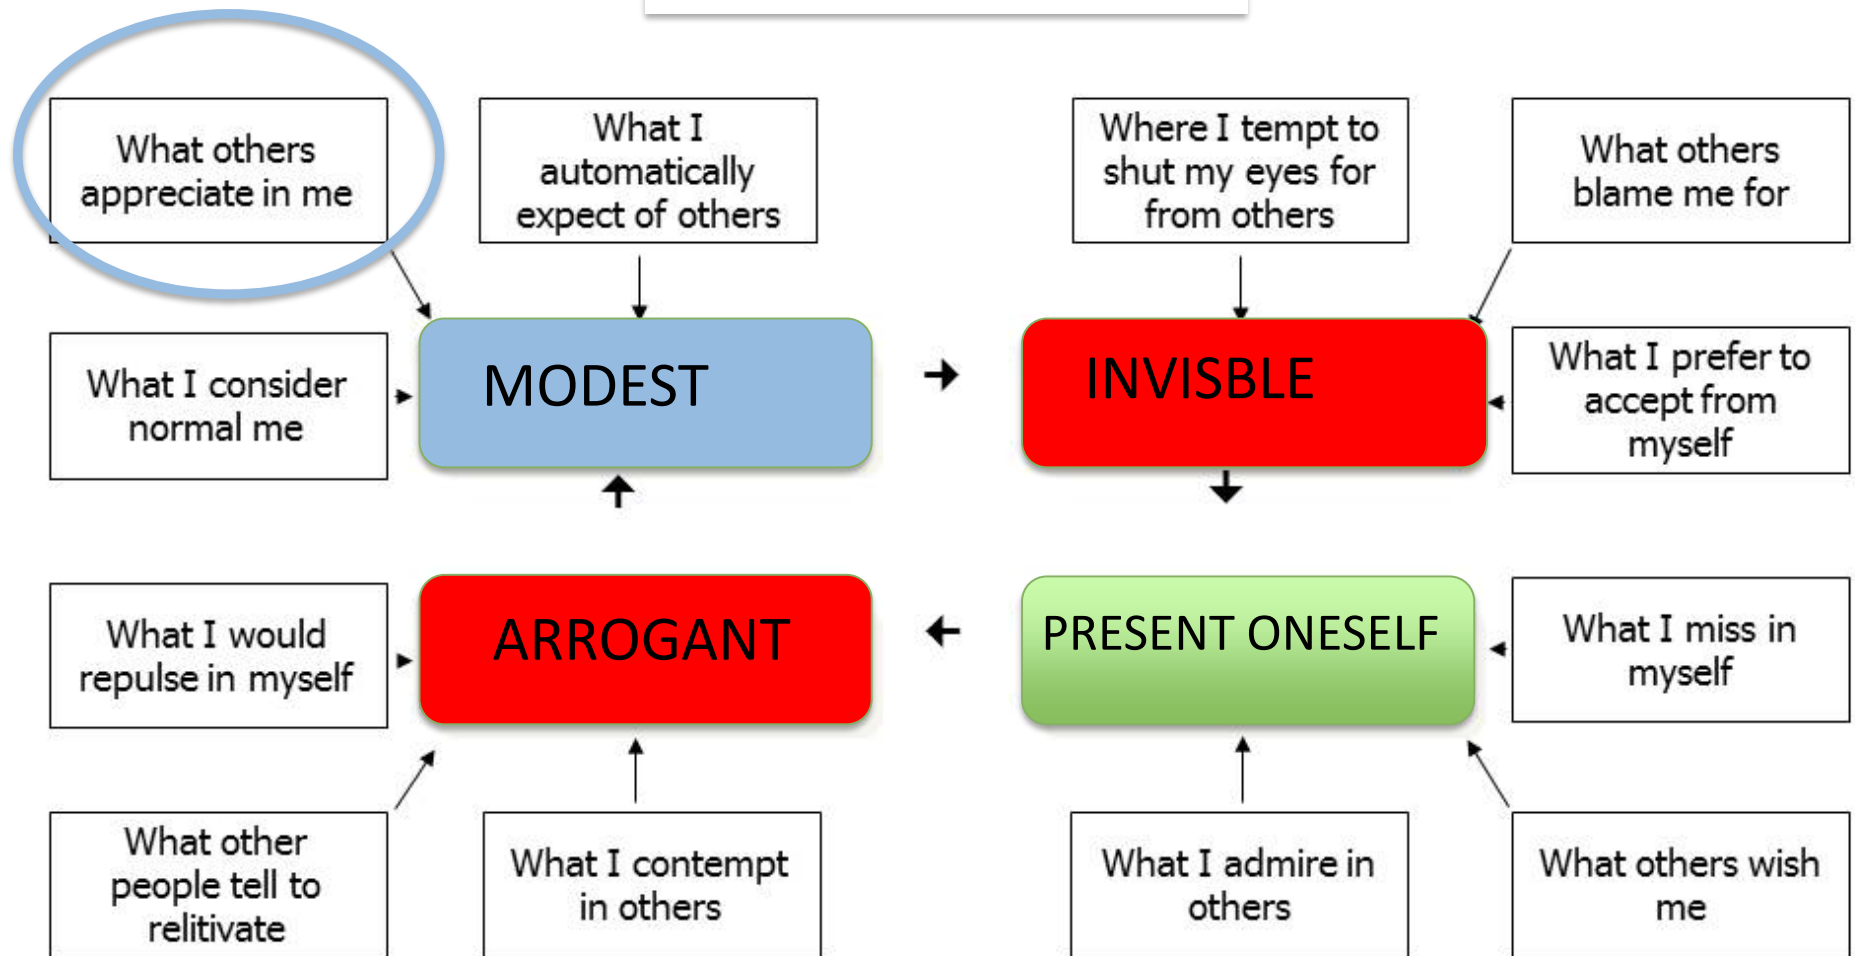 What others
appreciate in me
What I
automatically
expect of others
Where I tempt to
shut my eyes for
from others
What others
blame me for
What I consider
normal me
MODEST
INVISBLE
What I prefer to
accept from
myself
What I would
repulse in myself
ARROGANT
PRESENT ONESELF
What I miss in
myself
What other
people tell to
relitivate
What I contempt
in others
What I admire in
others
What others wish
me